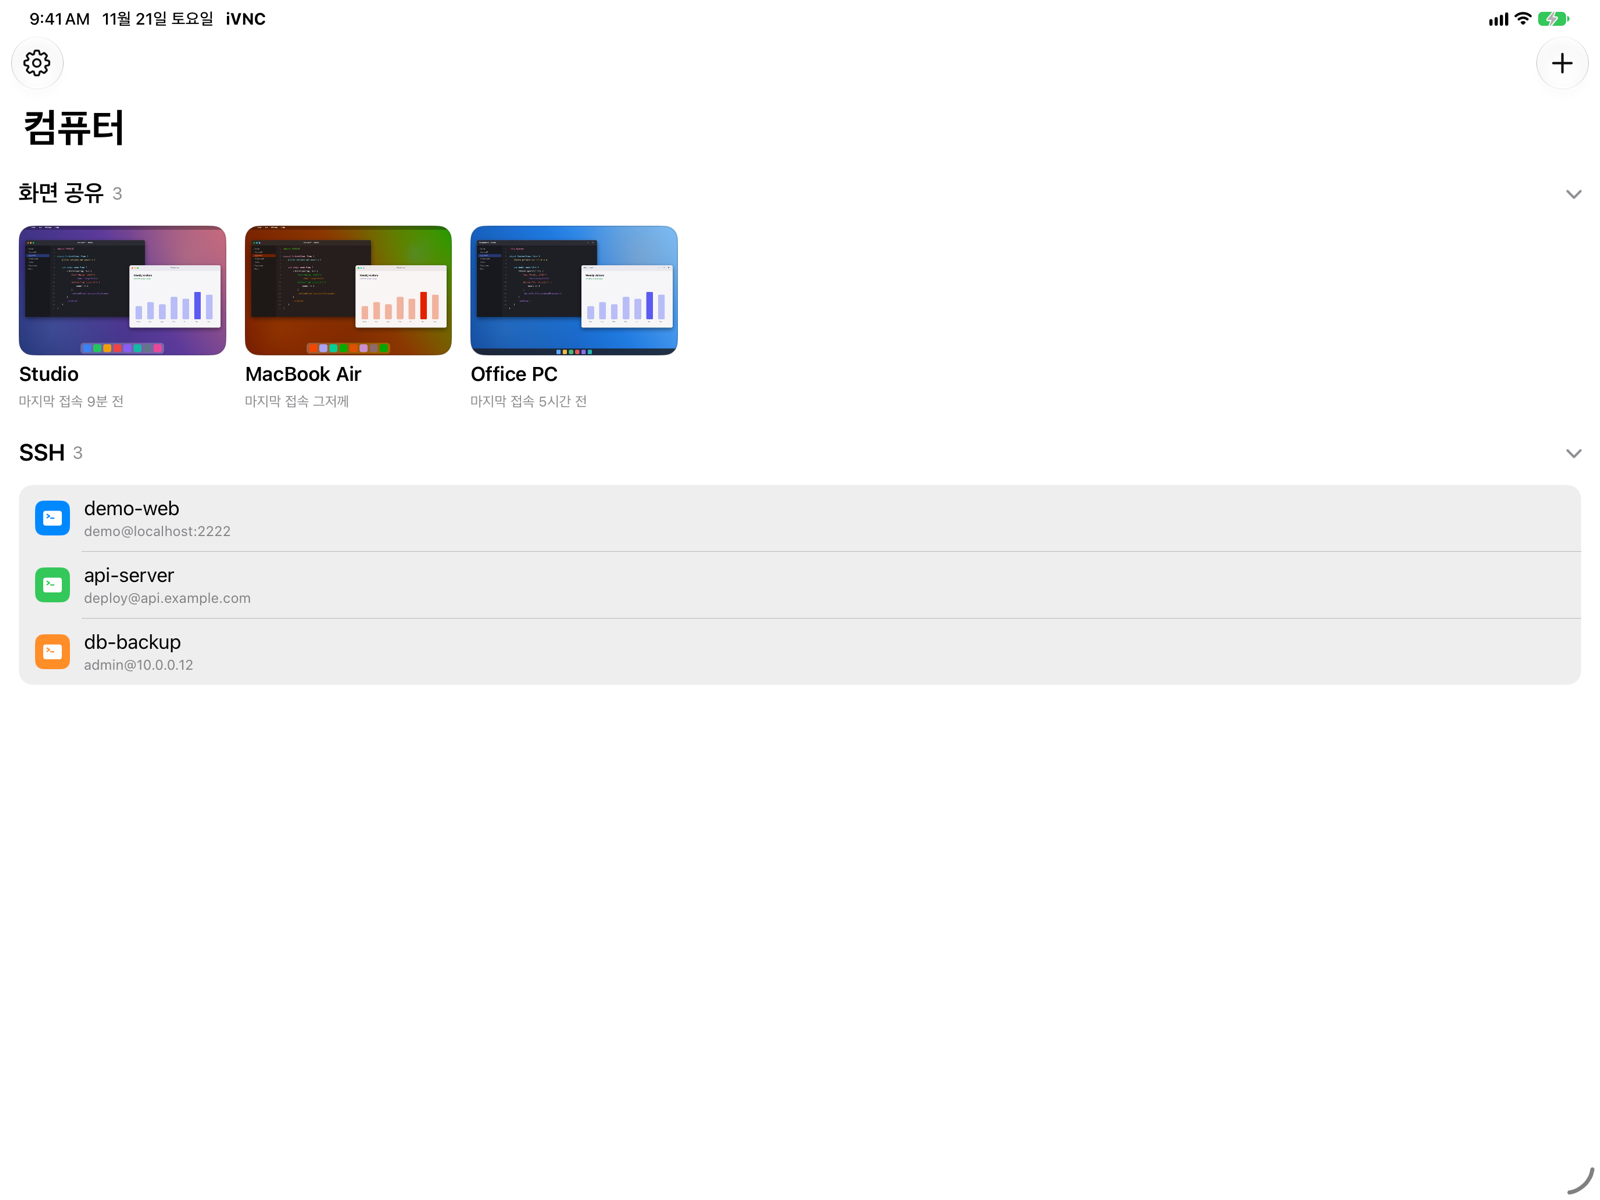 9:41 AM 11월 21일 토요일 iVNC
컴퓨터
화면 공유 3
Studio
마지막 접속 9분 전
MacBook Air
마지막 접속 그저께
Office PC
마지막 접속 5시간 전
SSH 3
demo-web
demo@localhost:2222
api-server
deploy@api.example.com
db-backup
admin@10.0.0.12